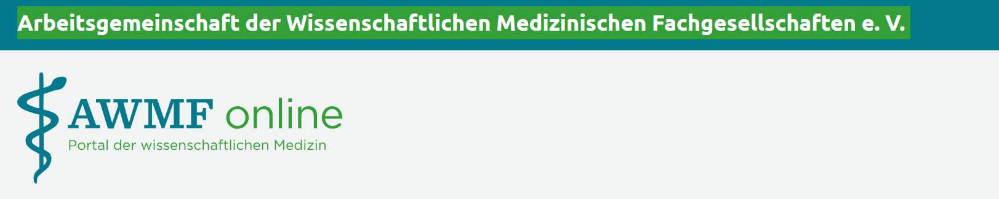 Arbeitsgemeinschaft der Wissenschaftlichen Medizinischen Fachgesellschaften e. V.
AWMF online
Portal der wissenschaftlichen Medizin